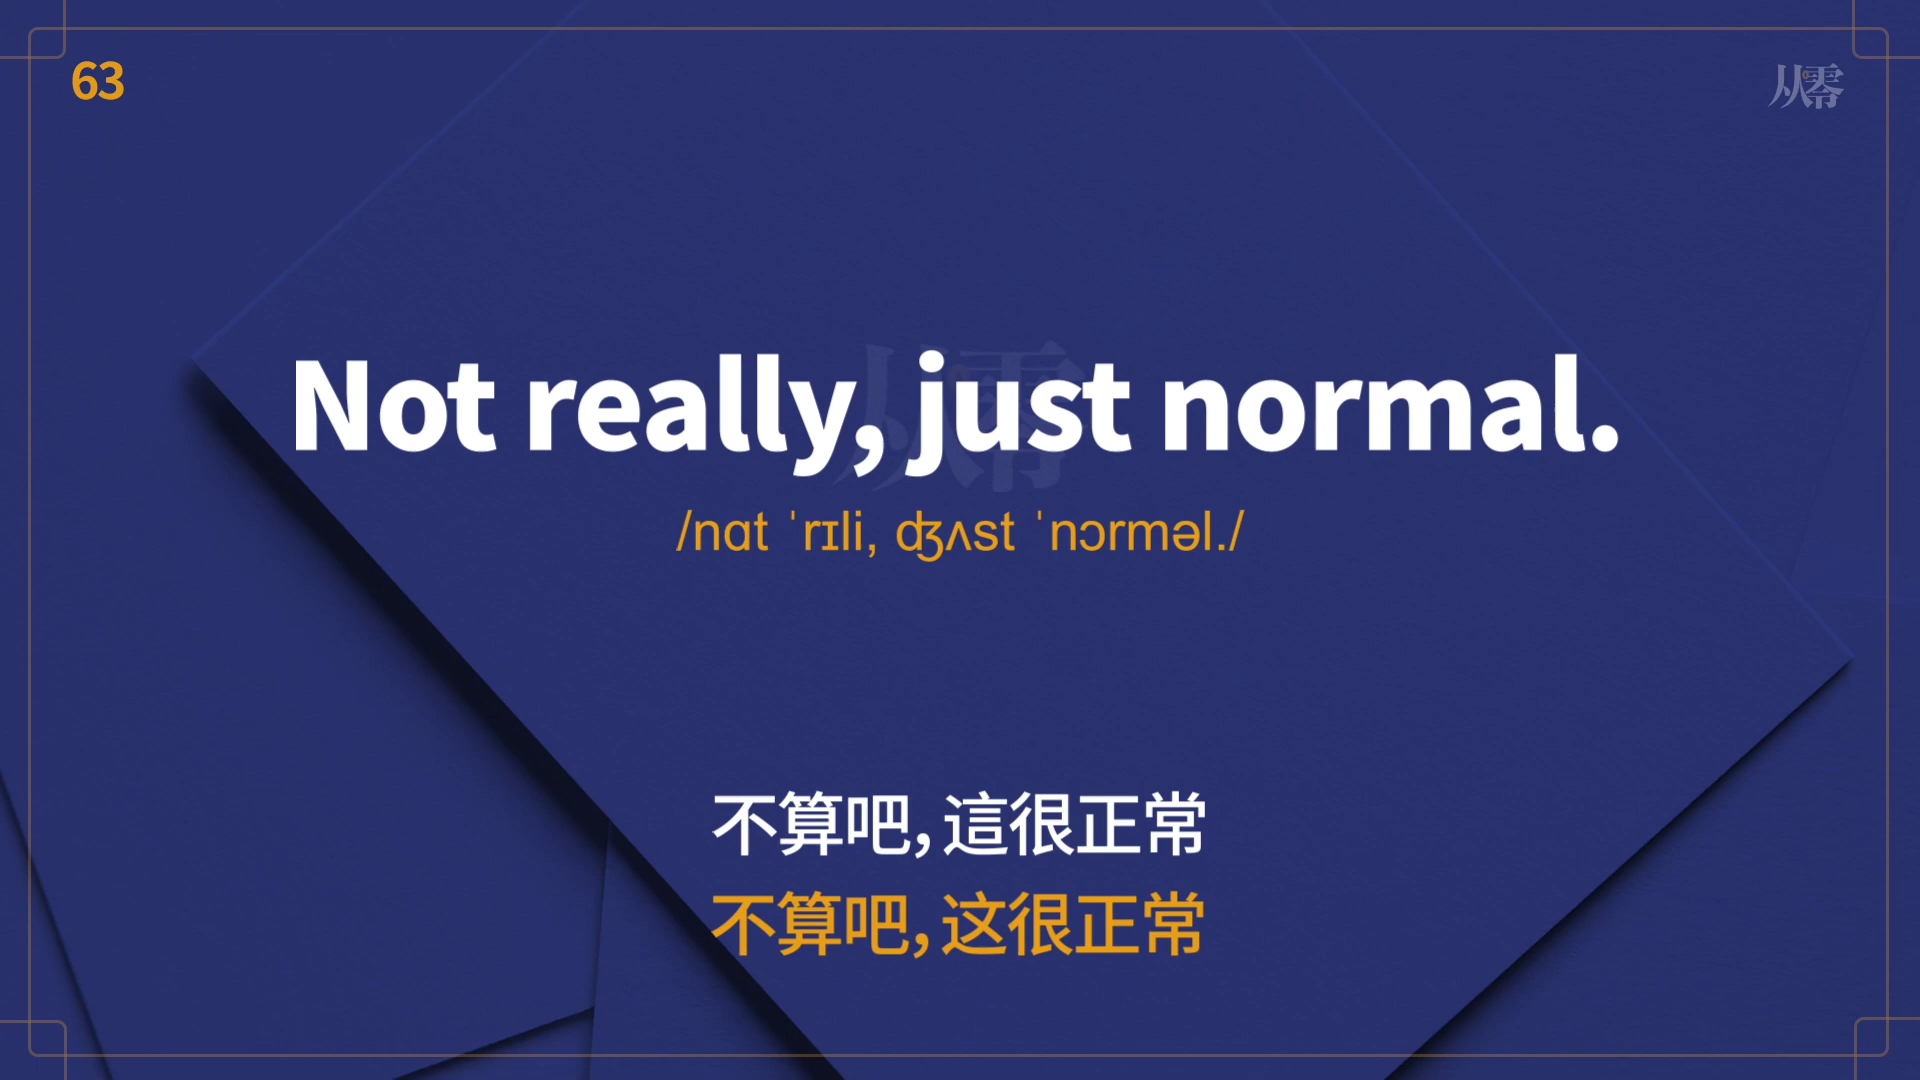 63
从零
Not really, just normal.
/nɑt ˈrɪli, ʤʌst ˈnɔrməl./
不算吧，這很正常
不算吧，这很正常